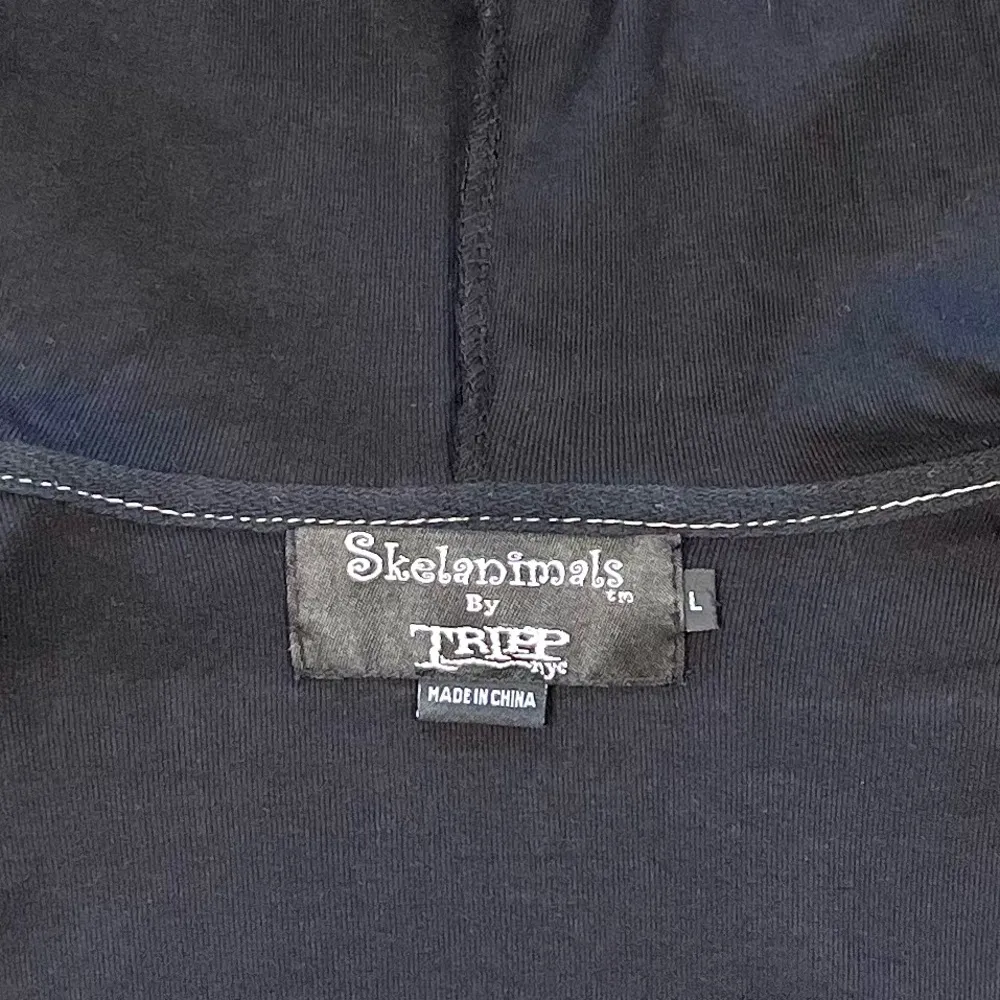 Skelanimals
tm
By
TRIPP
nyc
L
MADE IN CHINA